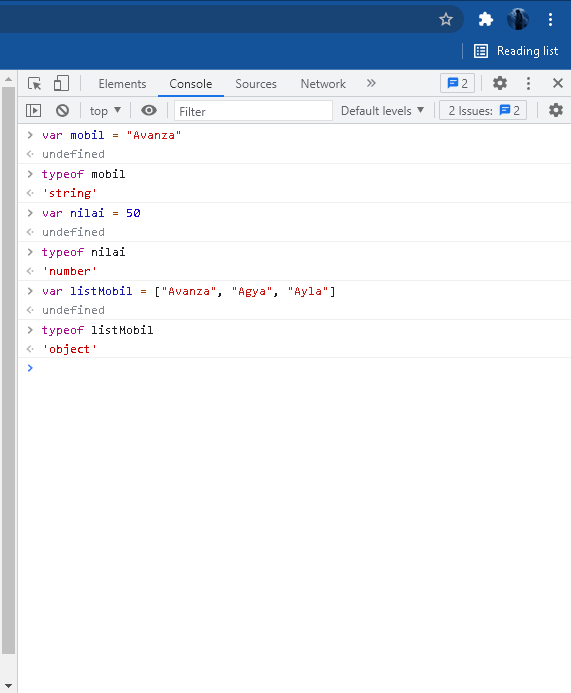 Reading list
Elements Console Sources Network » 2
top Filter Default levels 2 Issues: 2
> var mobil = "Avanza"
undefined
> typeof mobil
'string'
> var nilai = 50
undefined
> typeof nilai
'number'
> var listMobil = ["Avanza", "Agya", "Ayla"]
undefined
> typeof listMobil
'object'
>